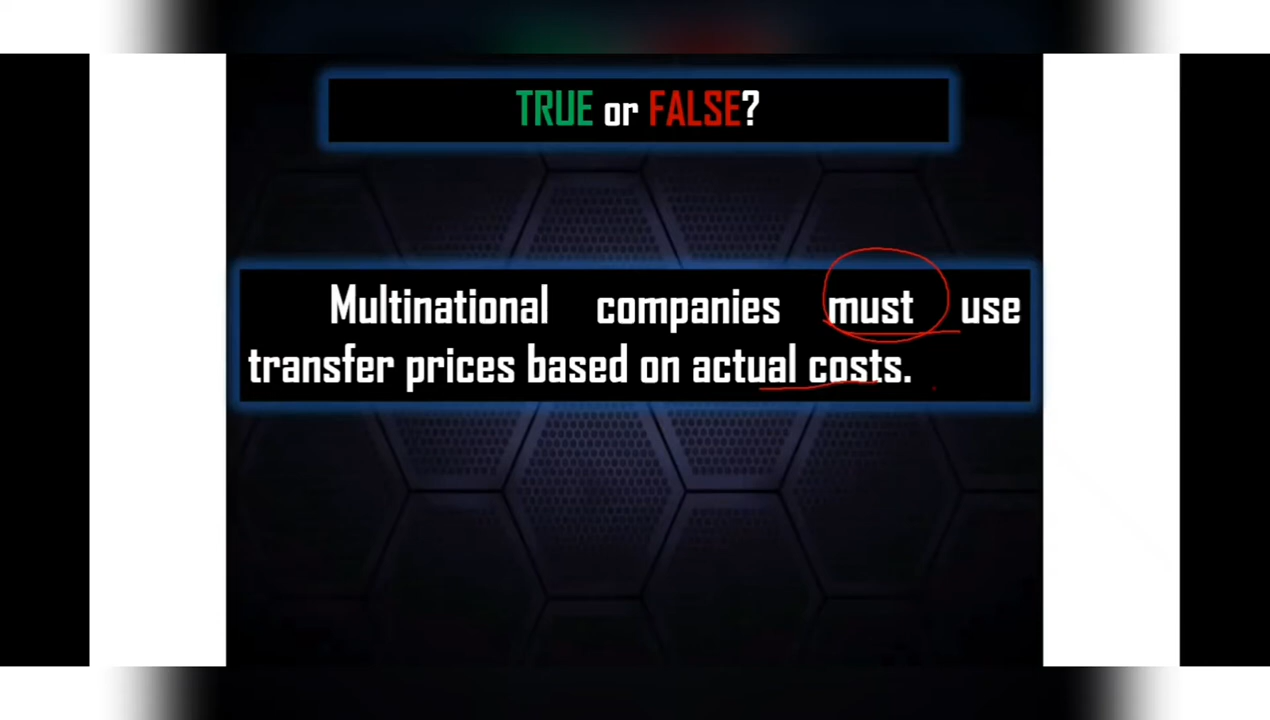 TRUE or FALSE?
Multinational companies must use
transfer prices based on actual costs.